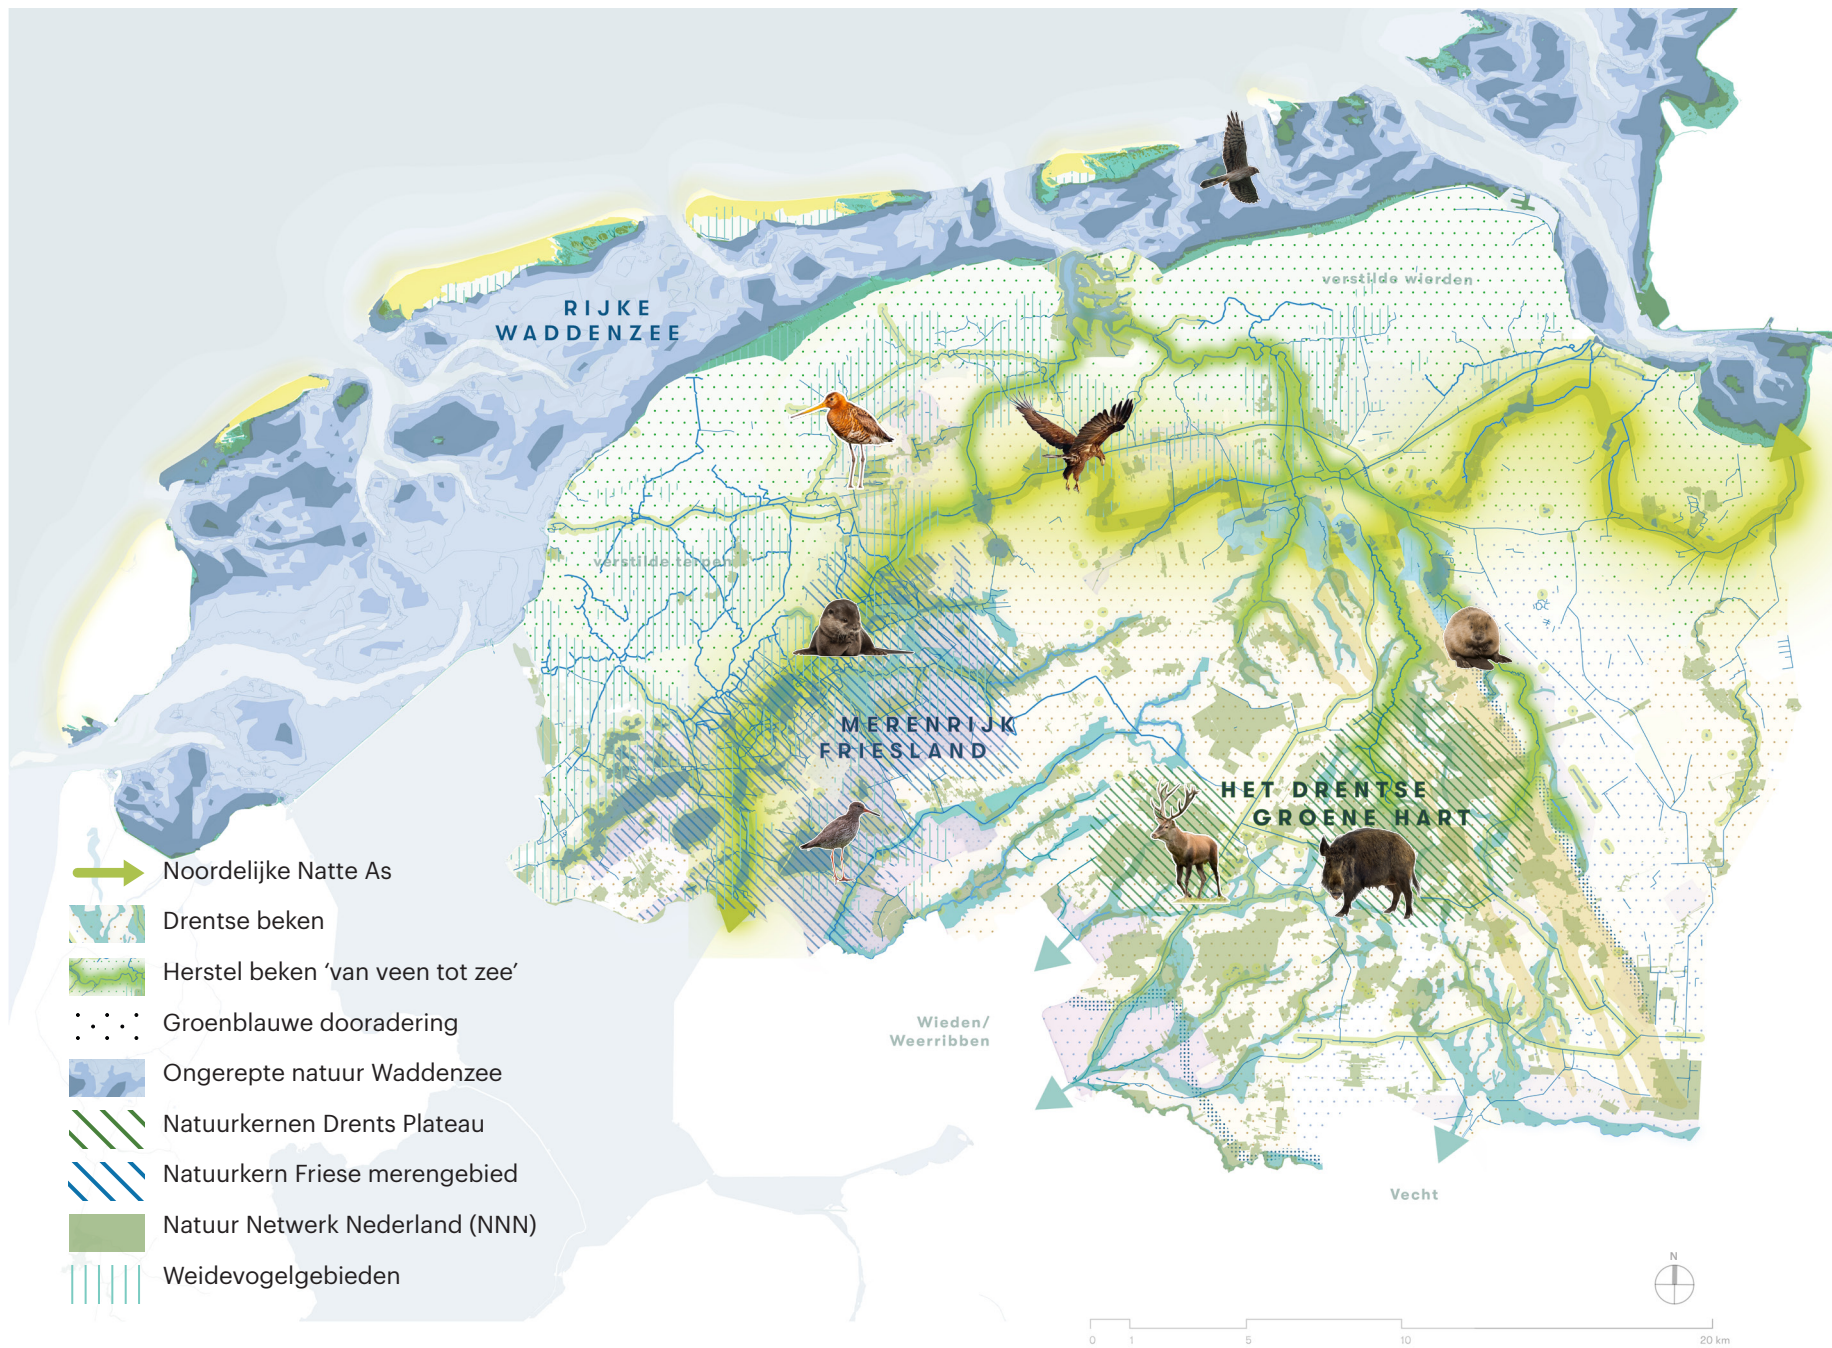 verstilde wierden
RIJKE
WADDENZEE
verstilde terpen
MERENRIJK
FRIESLAND
HET DRENTSE
GROENE HART
Noordelijke Natte As
Drentse beken
Herstel beken ‘van veen tot zee’
Groenblauwe dooradering
Ongerepte natuur Waddenzee
Natuurkernen Drents Plateau
Natuurkern Friese merengebied
Natuur Netwerk Nederland (NNN)
Weidevogelgebieden
Wieden/
Weerribben
Vecht
N
0 1 5 10 20 km